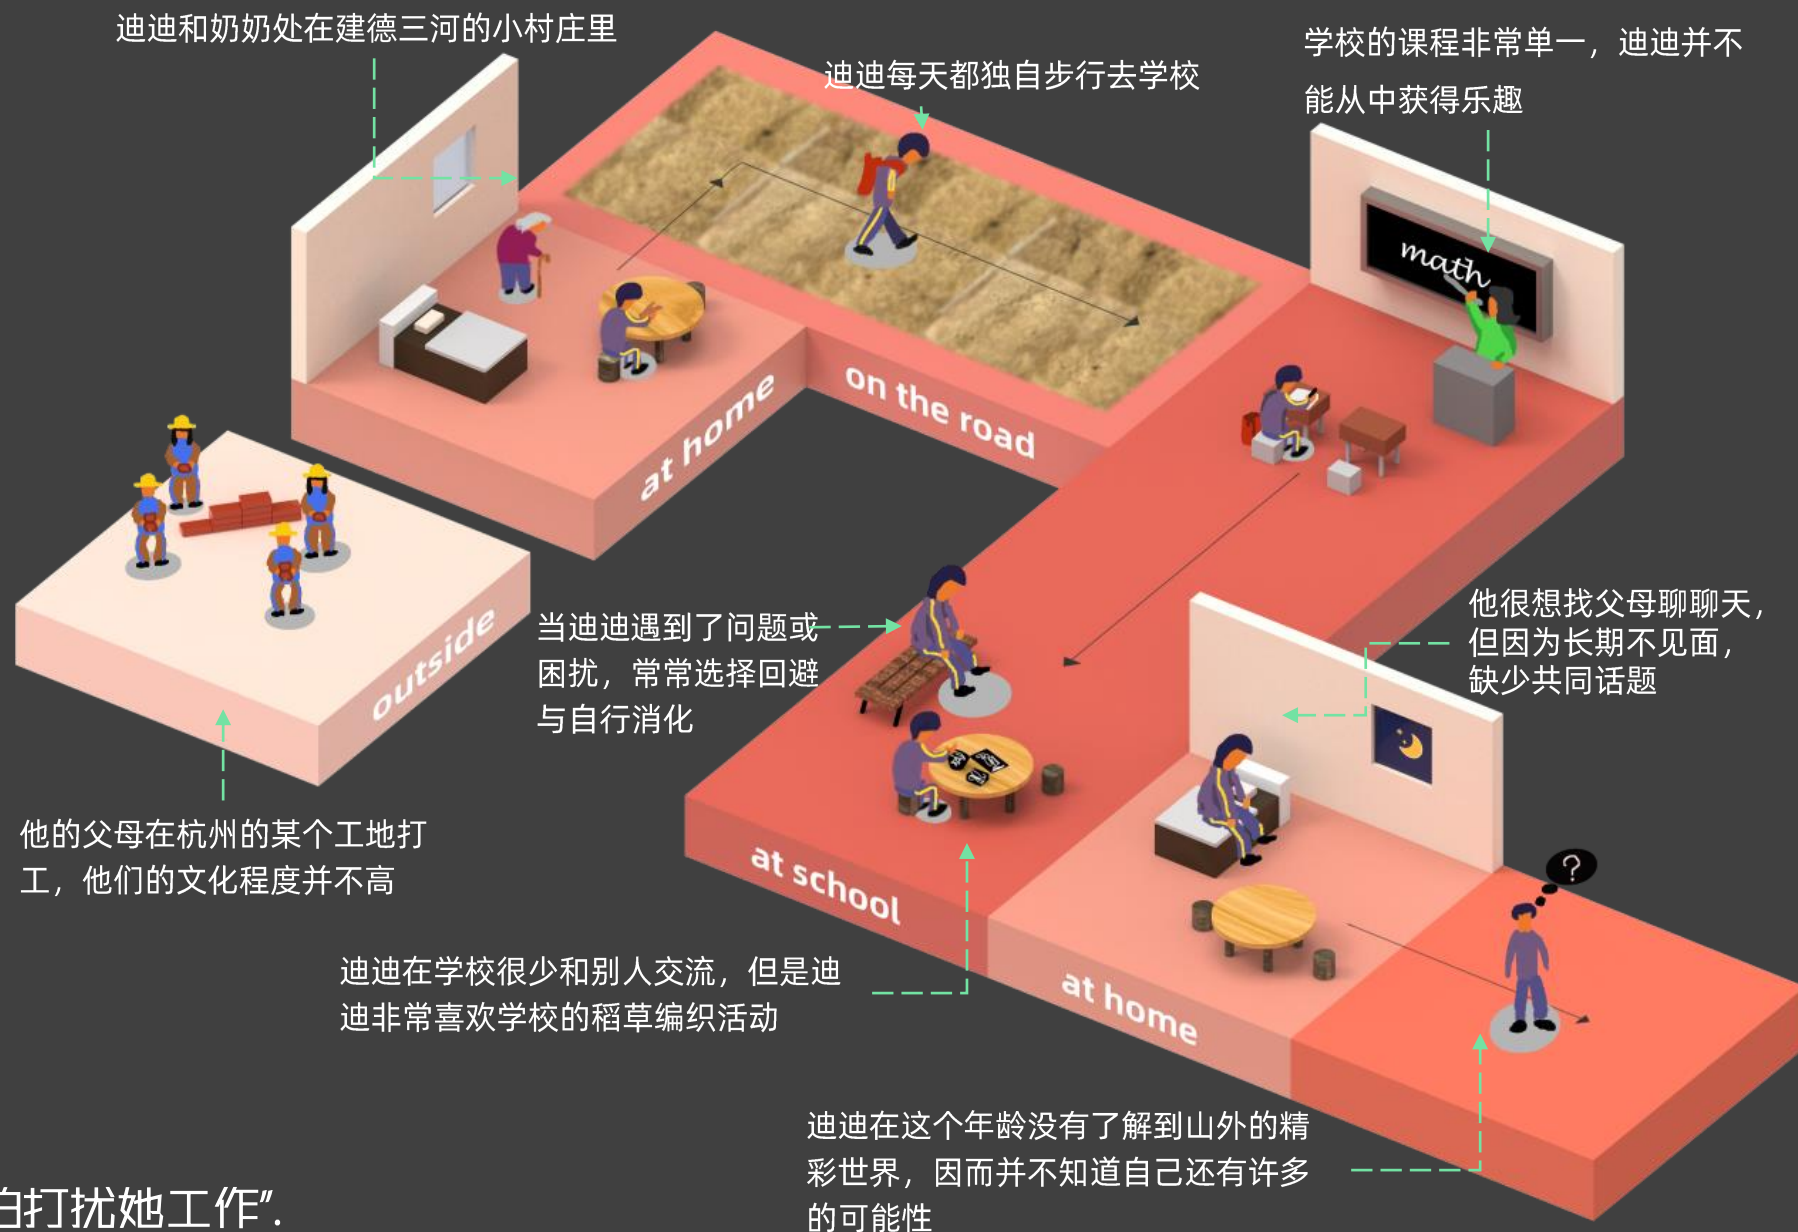 迪迪和奶奶处在建德三河的小村庄里
迪迪每天都独自步行去学校
学校的课程非常单一，迪迪并不
能从中获得乐趣
math
at home
on the road
outside
当迪迪遇到了问题或
困扰，常常选择回避
与自行消化
他很想找父母聊聊天，
但因为长期不见面，
缺少共同话题
他的父母在杭州的某个工地打
工，他们的文化程度并不高
at school
?
迪迪在学校很少和别人交流，但是迪
迪非常喜欢学校的稻草编织活动
at home
迪迪在这个年龄没有了解到山外的精
彩世界，因而并不知道自己还有许多
的可能性
打扰她工作”.